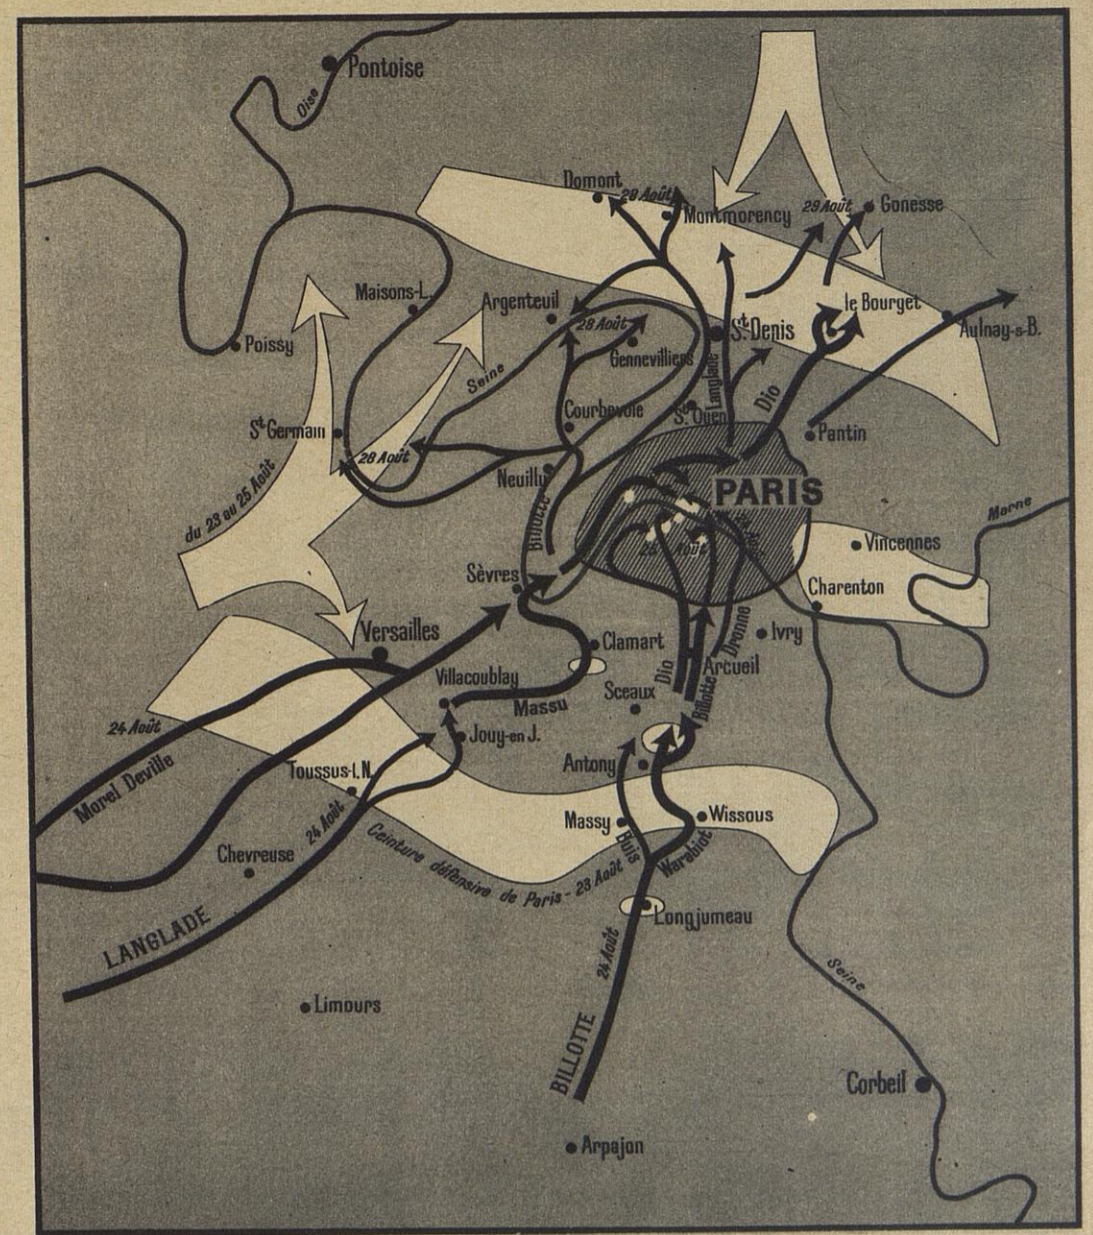 Pontoise
Oise
Domont
28 Août
Montmorency
29 Août
Gonesse
Maisons-L.
Argenteuil
le Bourget
28 Août
St Denis
Aulnay-s-B.
Poissy
Gennevilliers
Seine
Langlade
Dio
Courbevoie
St Ouen
St Germain
Pantin
28 Août
Neuilly
PARIS
du 23 au 25 Août
Billotte
Marne
25 Août
Vincennes
Sèvres
Charenton
Versailles
Clamart
Dronne
Ivry
Villacoublay
Dio
Arcueil
Sceaux
Billotte
Massu
24 Août
Jouy-en J.
Antony
Morel Deville
Toussus-l.N.
24 Août
Massy
Wissous
Buis
Warabiot
Chevreuse
Ceinture défensive de Paris - 23 Août
LANGLADE
Longjumeau
24 Août
Seine
Limours
BILLOTTE
Corbeil
Arpajon